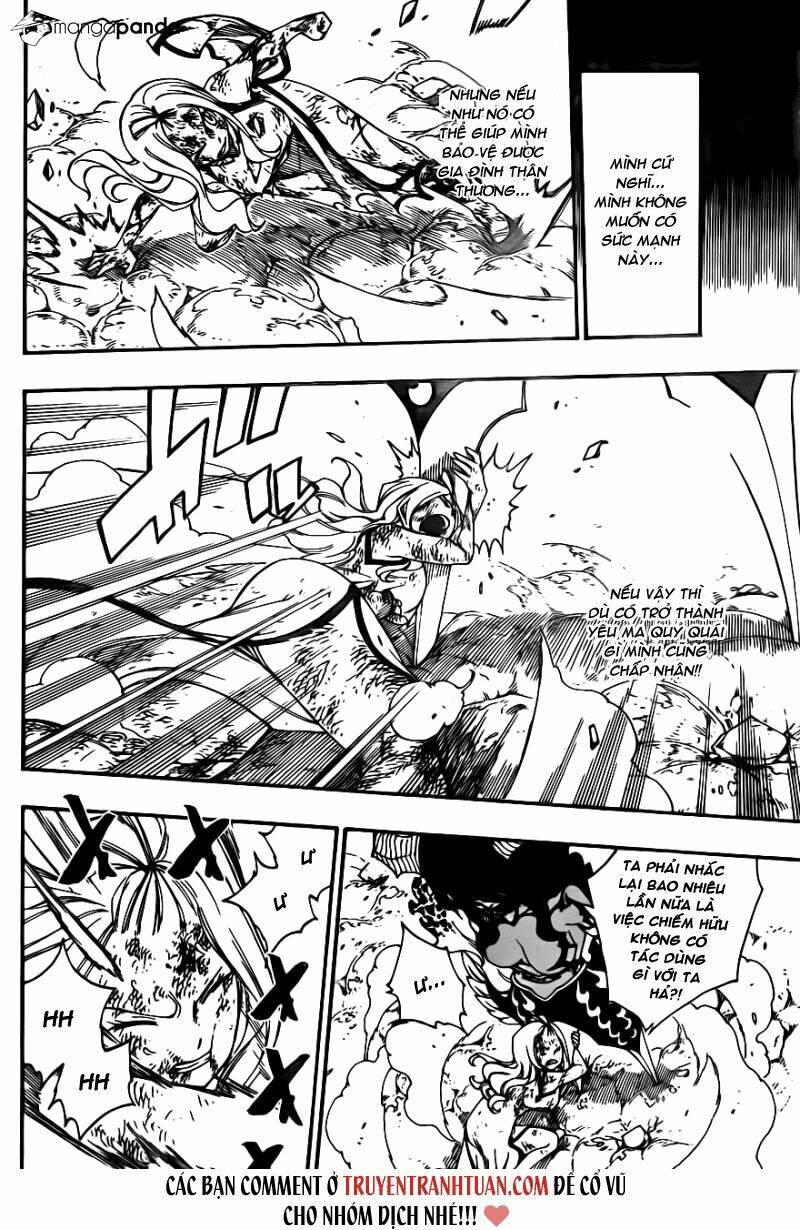 mangapanda
MÌNH CỨ
NGHĨ...
MÌNH KHÔNG
MUỐN CÓ
SỨC MẠNH
NÀY...
NHƯNG NẾU
NHƯ NÓ CÓ
THỂ GIÚP MÌNH
BẢO VỆ ĐƯỢC
GIA ĐÌNH THÂN
THƯƠNG...
NẾU VẬY THÌ
DÙ CÓ TRỞ THÀNH
YÊU MA QUỶ QUÁI
GÌ MÌNH CŨNG
CHẤP NHẬN!!
TA PHẢI NHẮC
LẠI BAO NHIÊU
LẦN NỮA LÀ
VIỆC CHIẾM HỮU
KHÔNG CÓ
TÁC DÙNG
GÌ VỚI TA
HẢ?!
Ư...
Ư
Ư
HH
HH
CÁC BẠN COMMENT Ở TRUYENTRANHTUAN.COM ĐỂ CỔ VŨ
CHO NHÓM DỊCH NHÉ!!! ❤